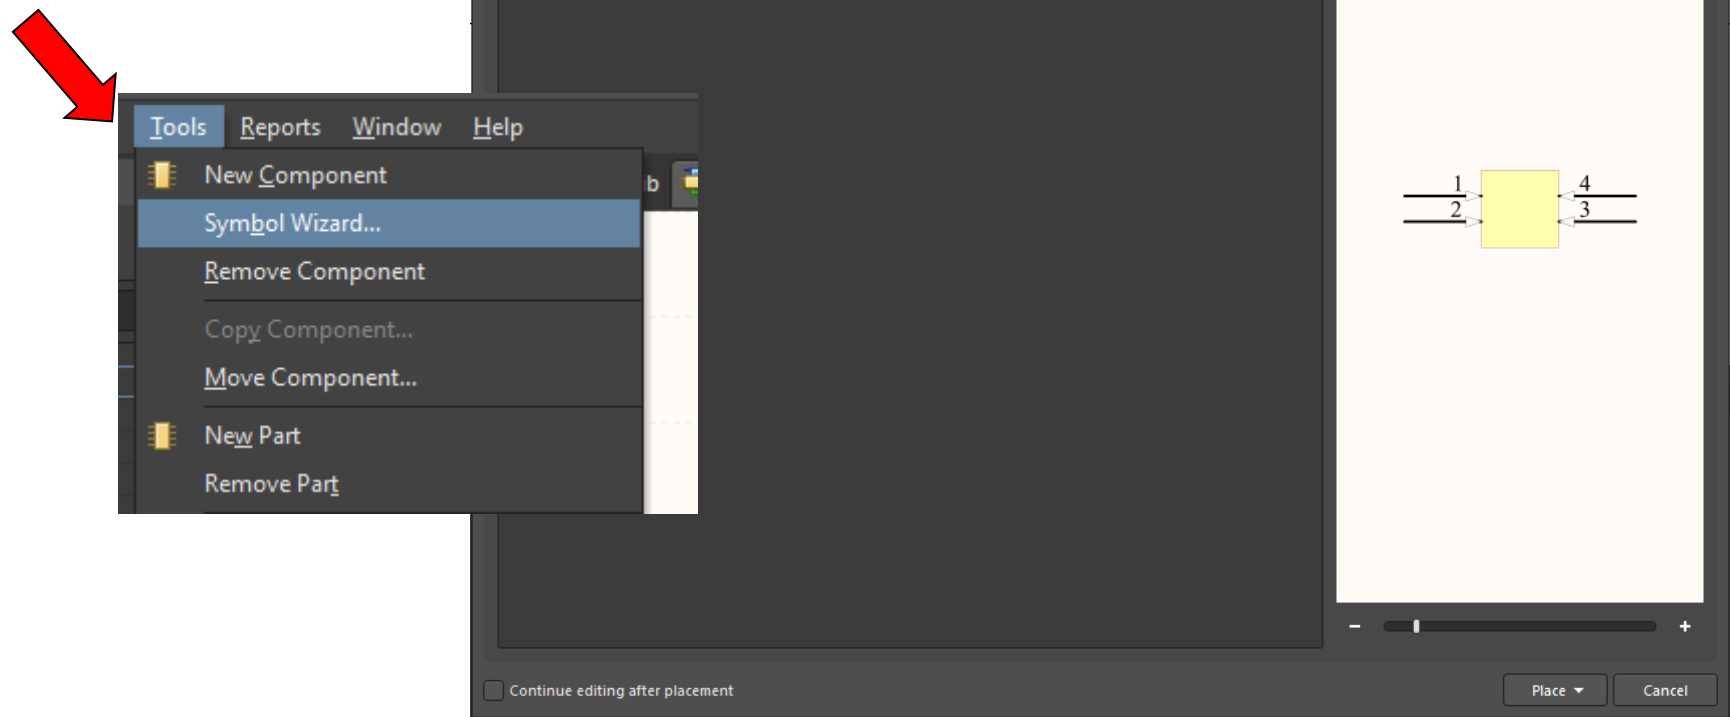 Tools Reports Window Help
New Component
ib
Symbol Wizard...
Remove Component
Copy Component...
Move Component...
New Part
Remove Part
1 4
2 3
- +
Continue editing after placement
Place Cancel